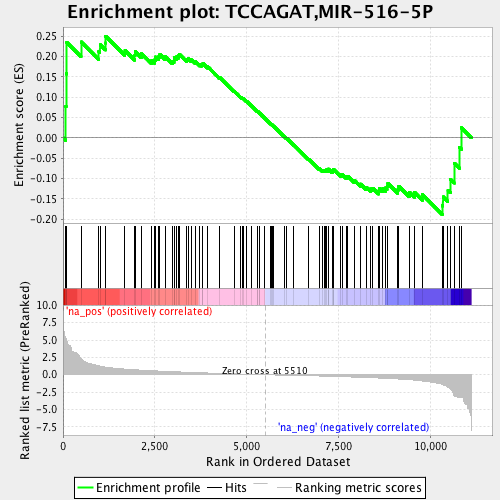 Enrichment plot: TCCAGAT,MIR-516-5P
Enrichment score (ES)
0.25
0.20
0.15
0.10
0.05
0.00
-0.05
-0.10
-0.15
-0.20
Ranked list metric (PreRanked)
10.0
7.5
5.0
2.5
0.0
-2.5
-5.0
-7.5
'na_pos' (positively correlated)
Zero cross at 5510
'na_neg' (negatively correlated)
0
2,500
5,000
7,500
10,000
Rank in Ordered Dataset
Enrichment profile
Hits
Ranking metric scores